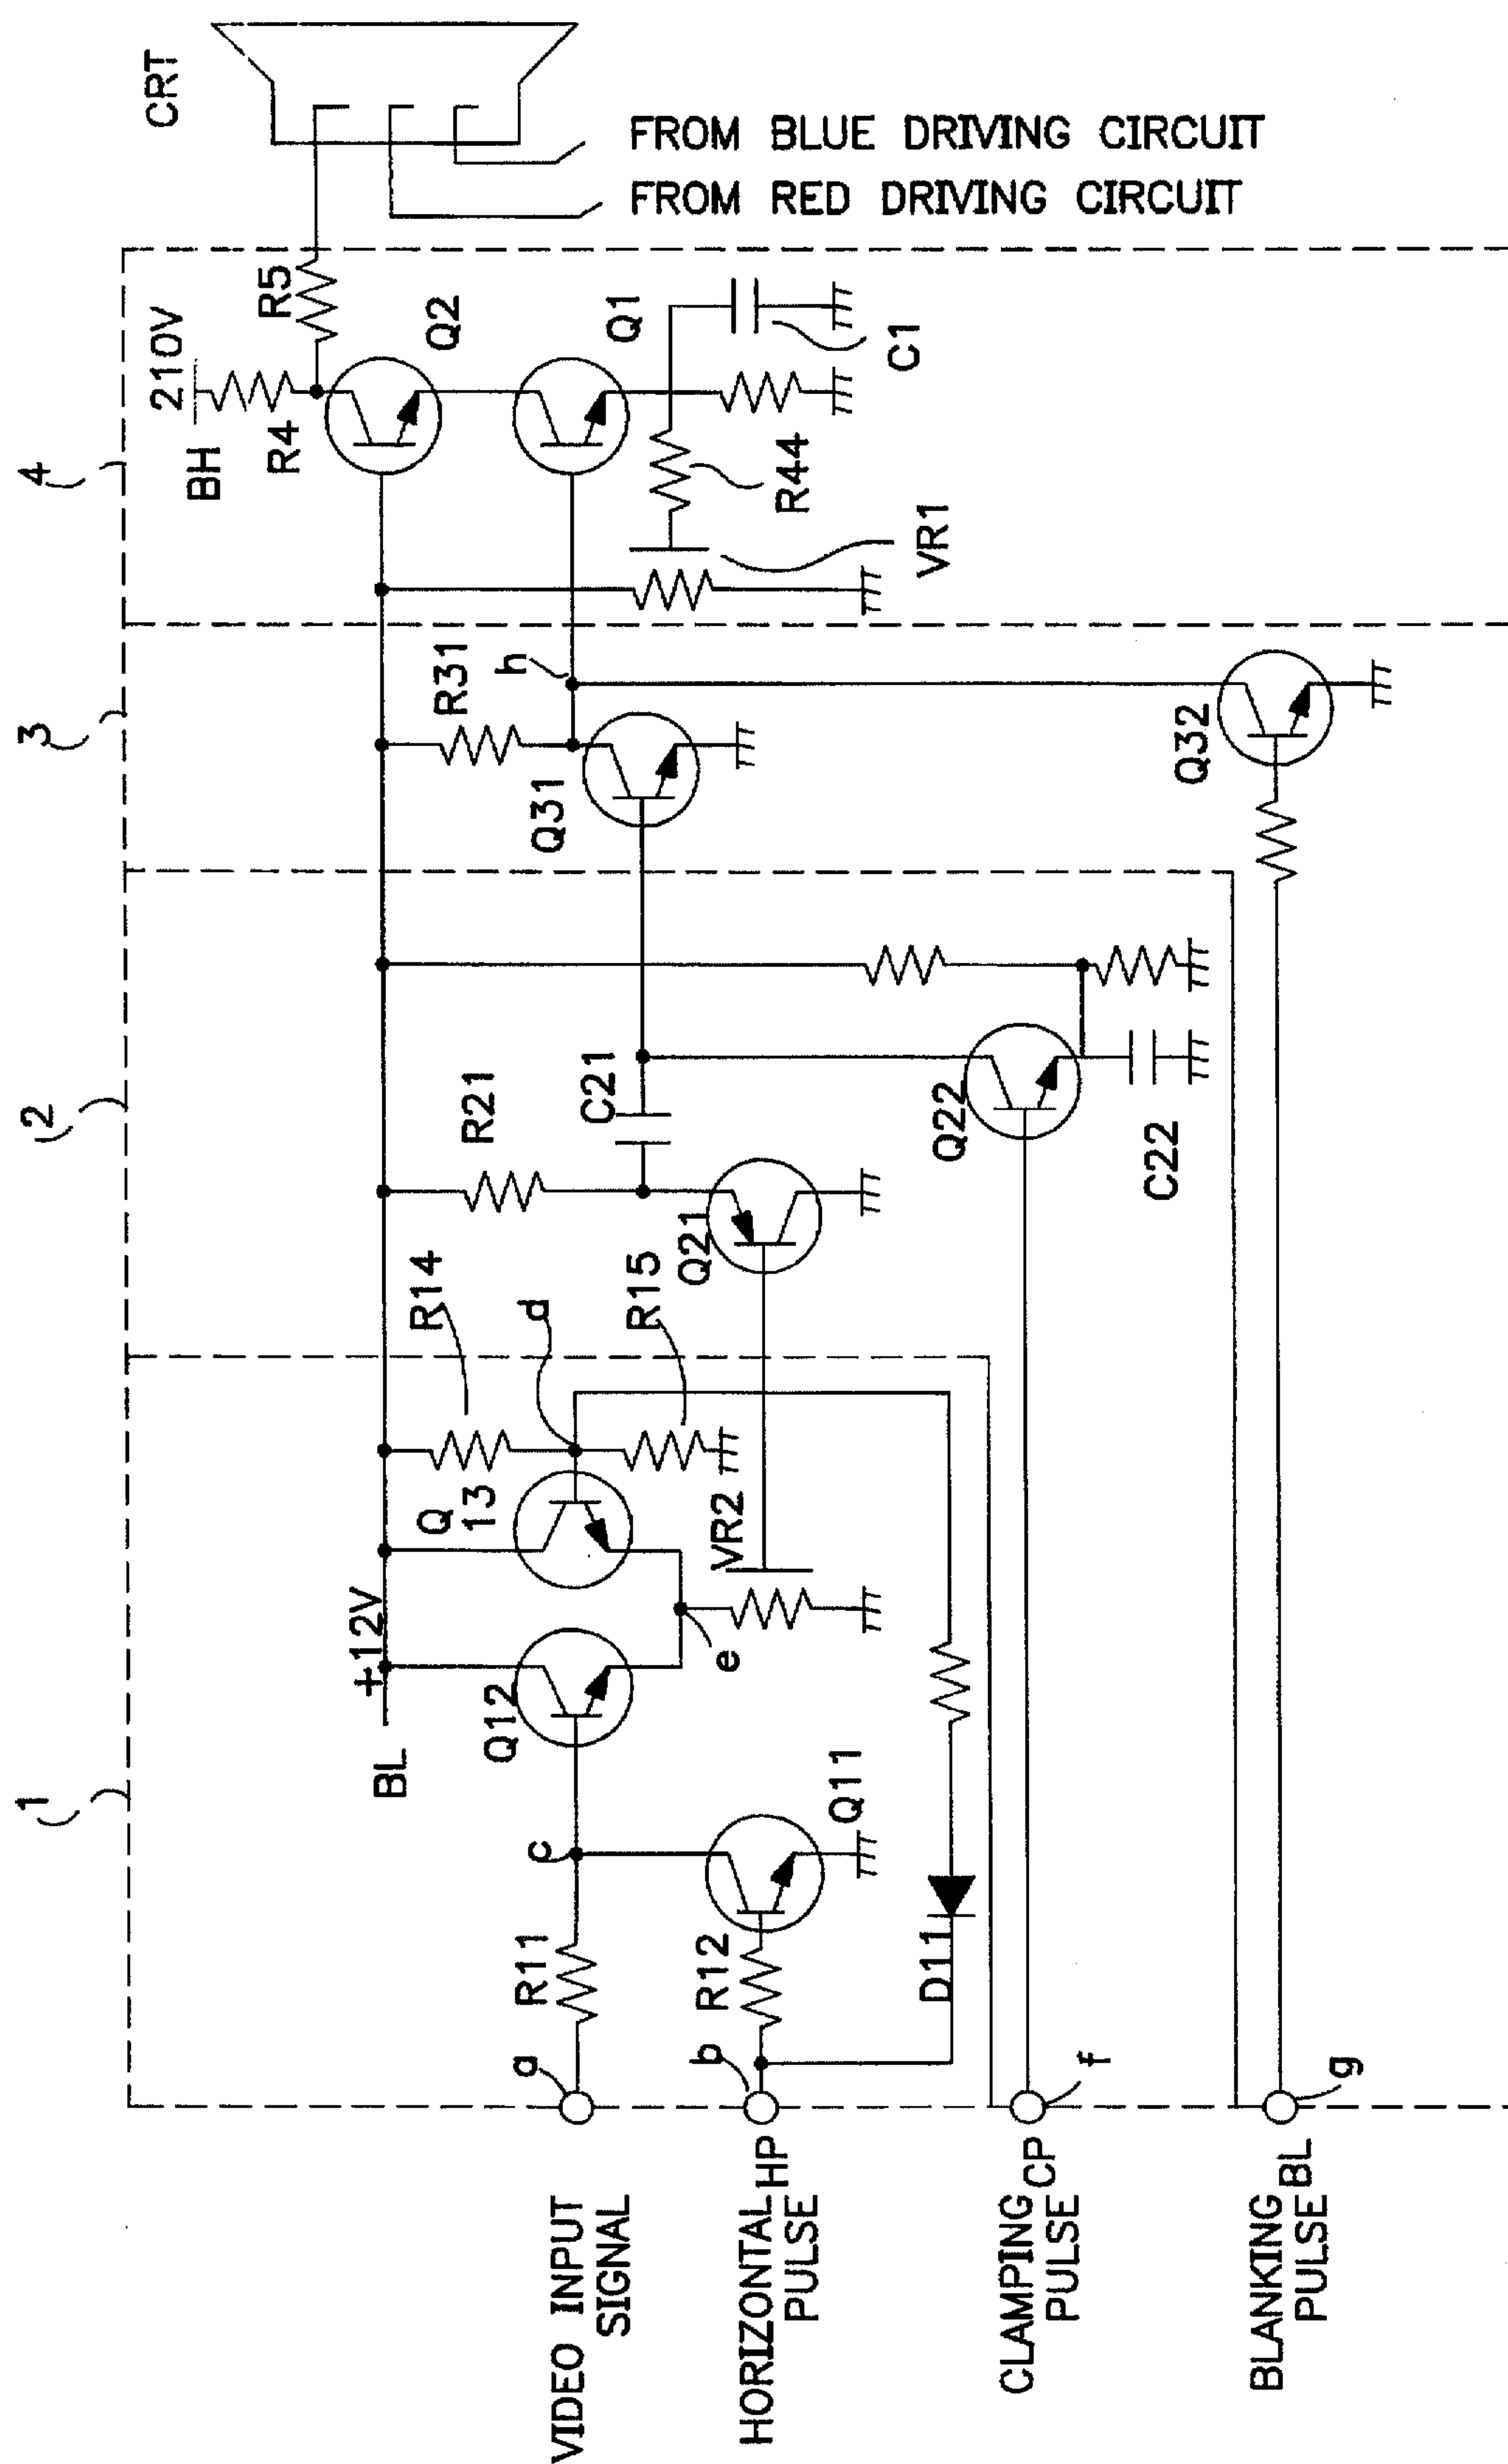 1
2
3
4
VIDEO INPUT
SIGNAL
a
R11
c
Q12
BL
+12V
Q
13
R14
d
R15
e
VR2
HORIZONTAL HP
PULSE
b
R12
Q11
D11
Q21
R21
C21
CLAMPING CP
PULSE
f
Q22
C22
BLANKING BL
PULSE
g
Q31
R31
h
Q32
VR1
R44
BH
210V
R4
R5
Q2
Q1
C1
CRT
FROM BLUE DRIVING CIRCUIT
FROM RED DRIVING CIRCUIT